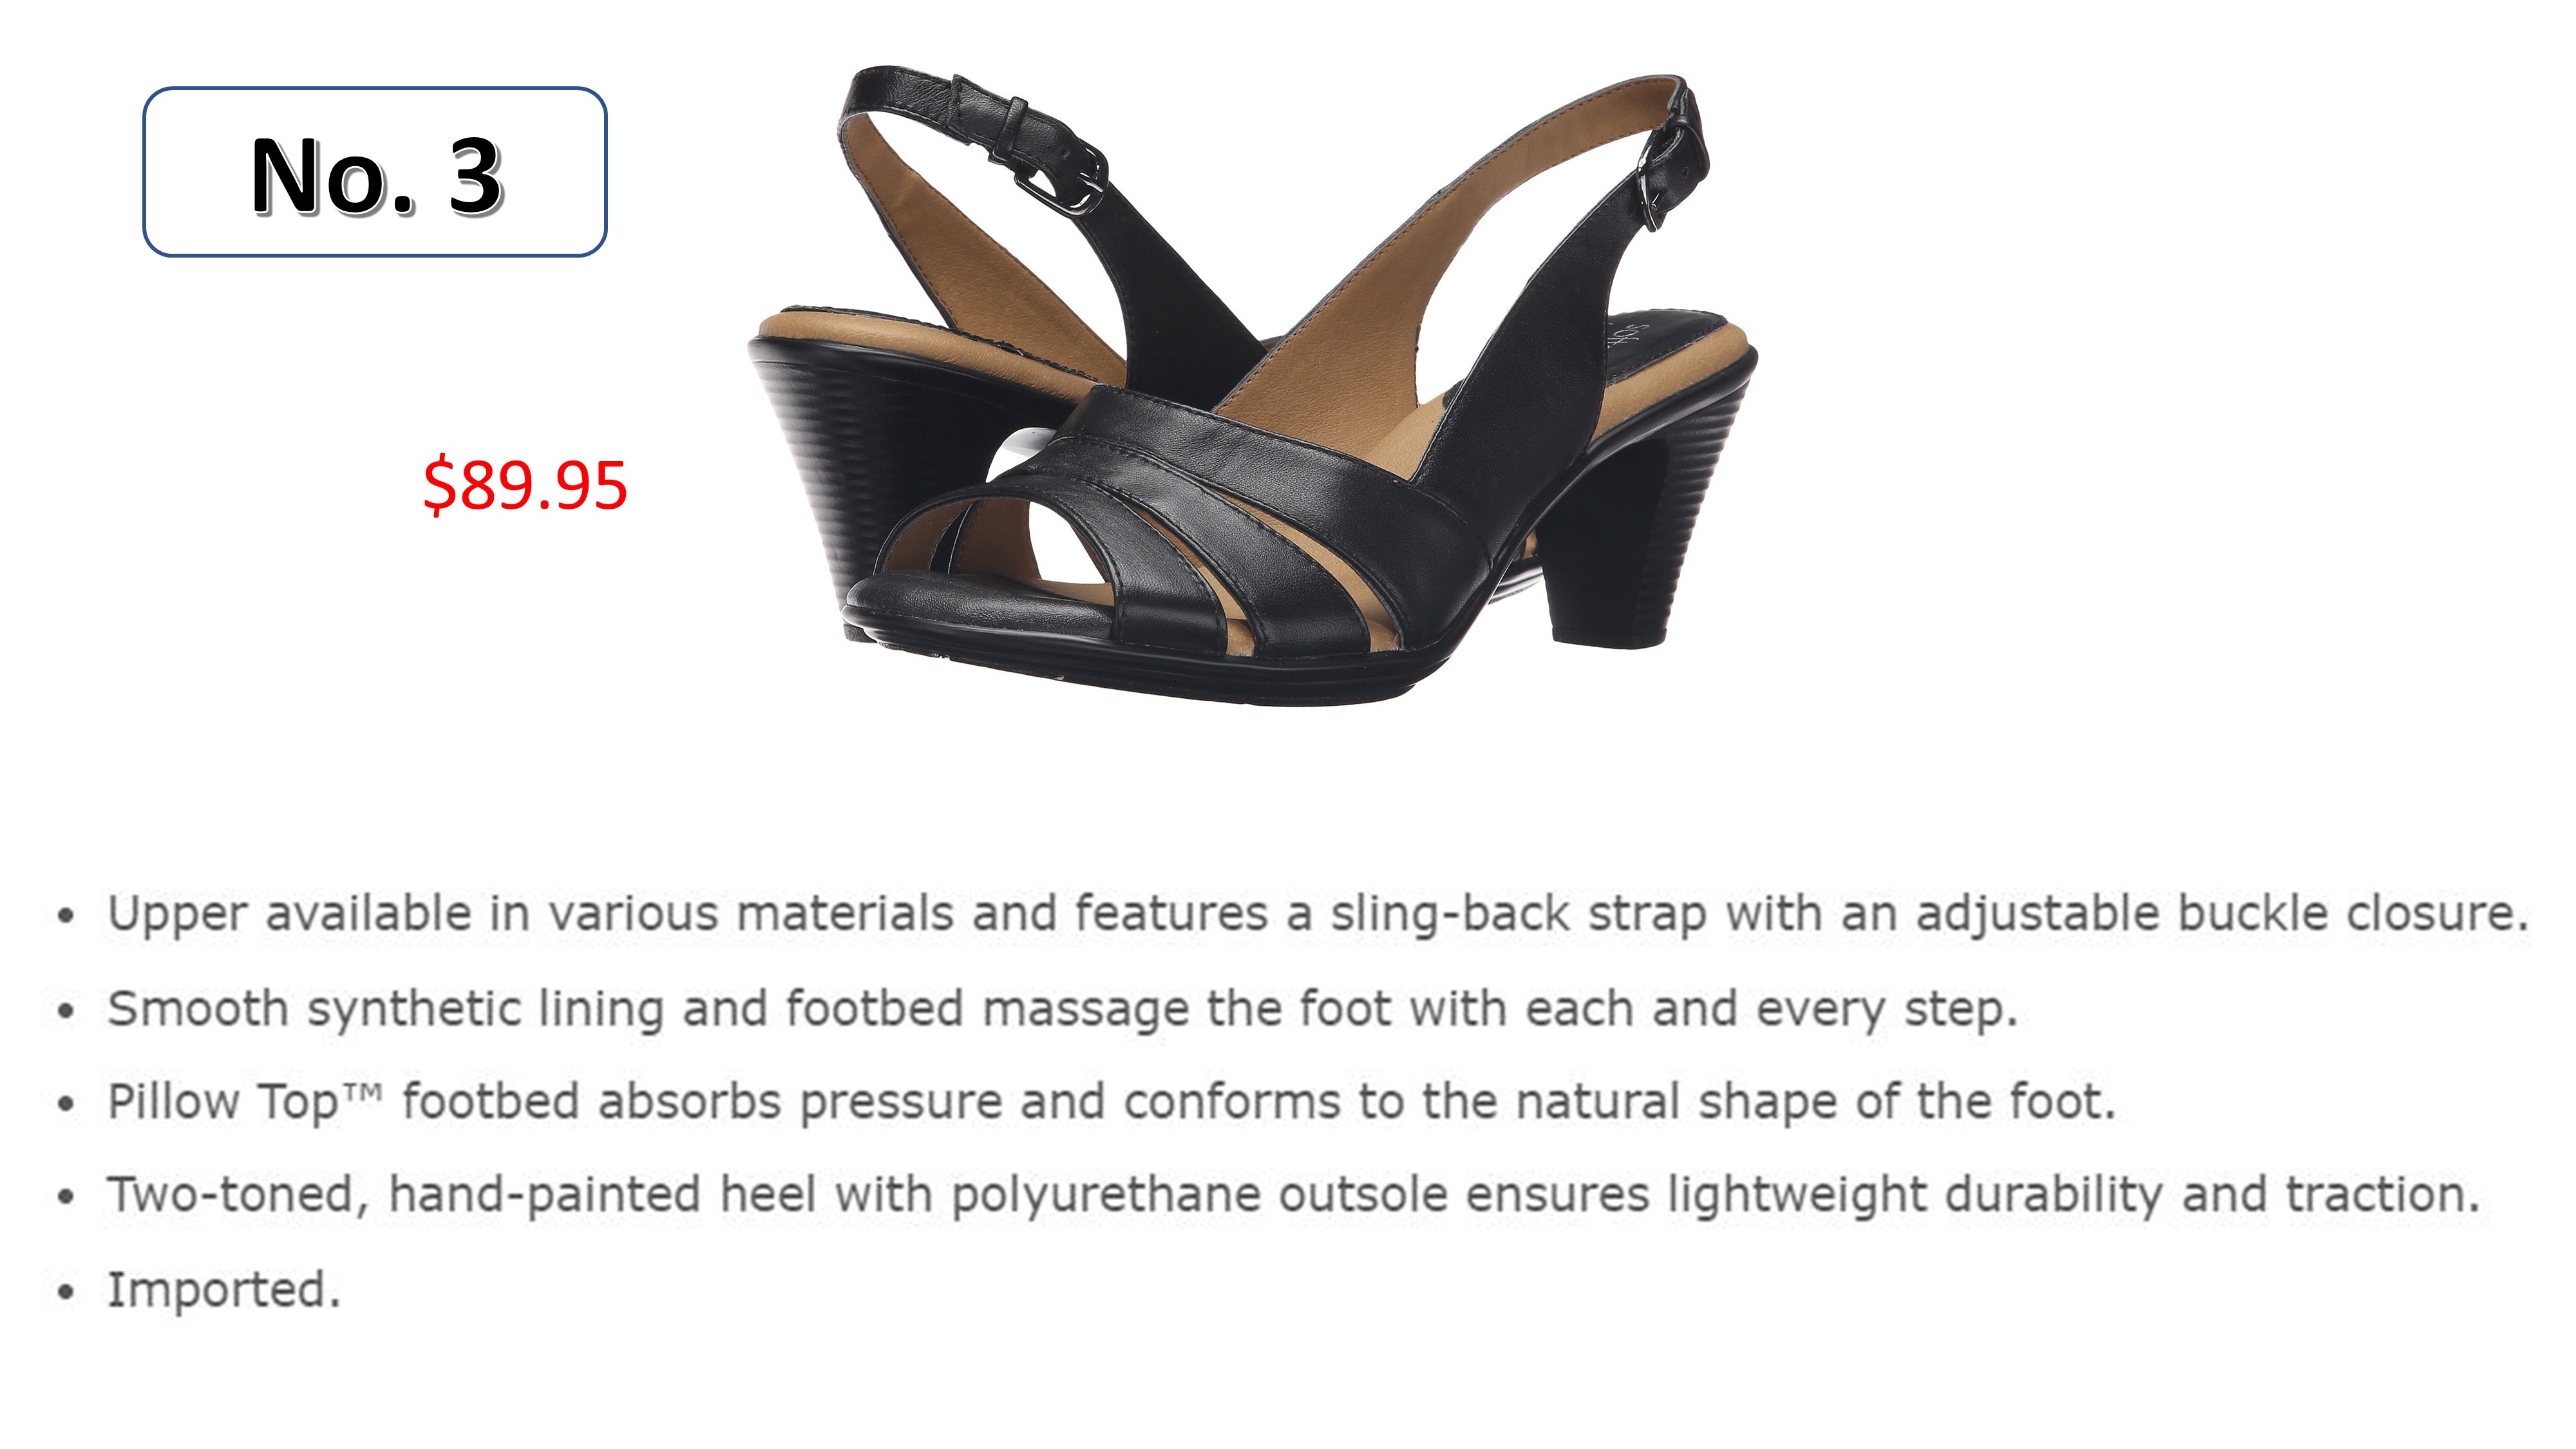 No. 3
$89.95
• Upper available in various materials and features a sling-back strap with an adjustable buckle closure.
• Smooth synthetic lining and footbed massage the foot with each and every step.
• Pillow Top™ footbed absorbs pressure and conforms to the natural shape of the foot.
• Two-toned, hand-painted heel with polyurethane outsole ensures lightweight durability and traction.
• Imported.